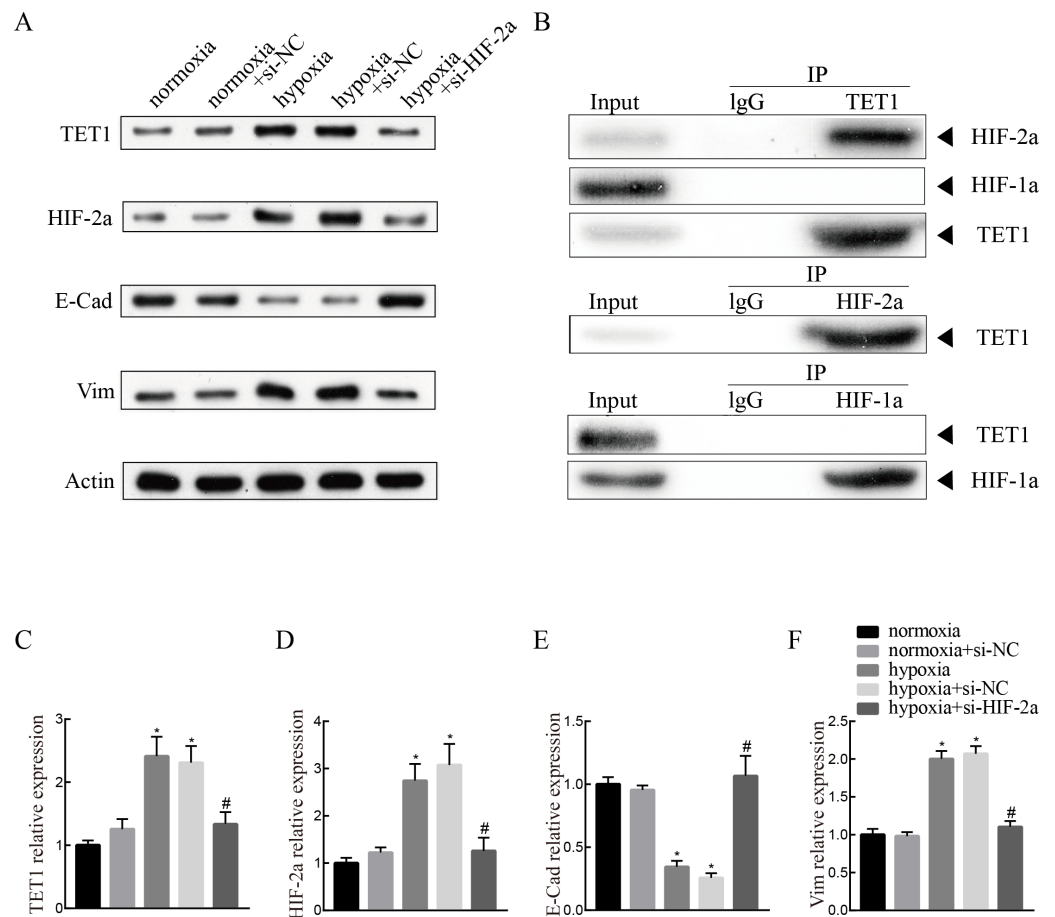 A
normoxia
normoxia
+si-NC
hypoxia
hypoxia
+si-NC
hypoxia
+si-HIF-2a
TET1
HIF-2a
E-Cad
Vim
Actin
B
IP
Input
lgG
TET1
HIF-2a
HIF-1a
TET1
IP
Input
lgG
HIF-2a
TET1
IP
Input
lgG
HIF-1a
TET1
HIF-1a
C
TET1 relative expression
3
2
1
0
*
*
#
D
HIF-2a relative expression
4
3
2
1
0
*
*
#
E
E-Cad relative expression
1.5
1.0
0.5
0.0
*
*
#
F
normoxia
normoxia+si-NC
hypoxia
hypoxia+si-NC
hypoxia+si-HIF-2a
Vim relative expression
2.5
2.0
1.5
1.0
0.5
0.0
*
*
#